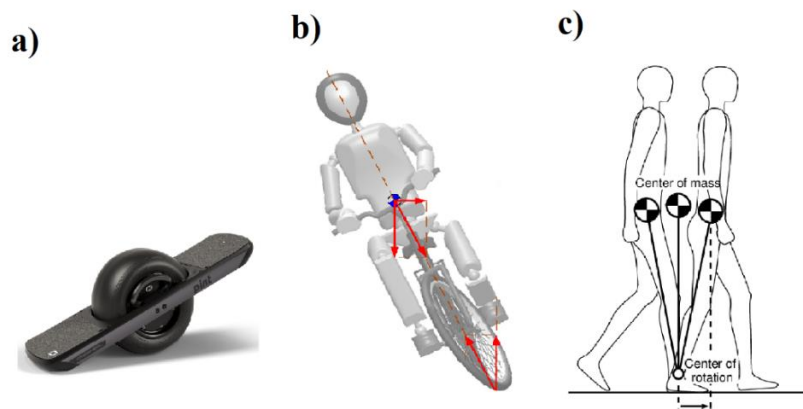 a)
b)
c)
Center of mass
Center of
rotation